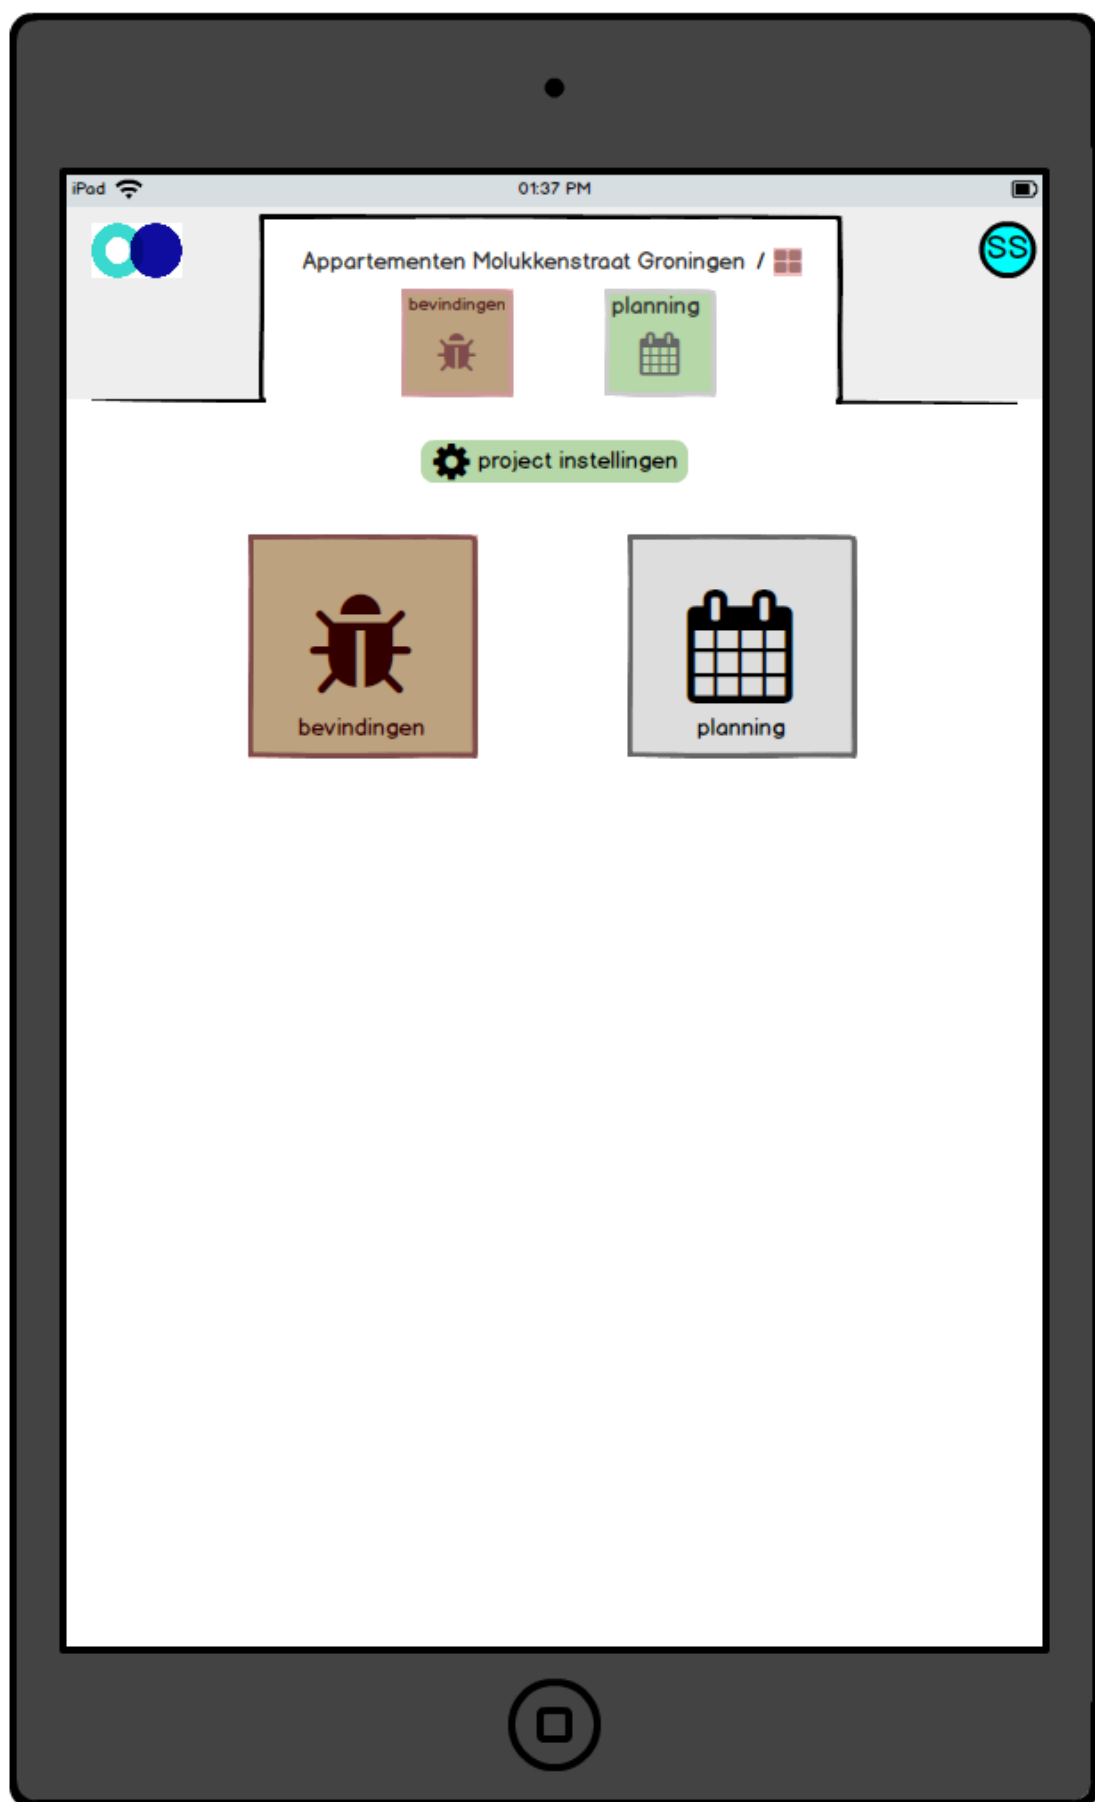 iPad 01:37 PM
SS
Appartementen Molukkenstraat Groningen /
bevindingen planning
project instellingen
bevindingen planning